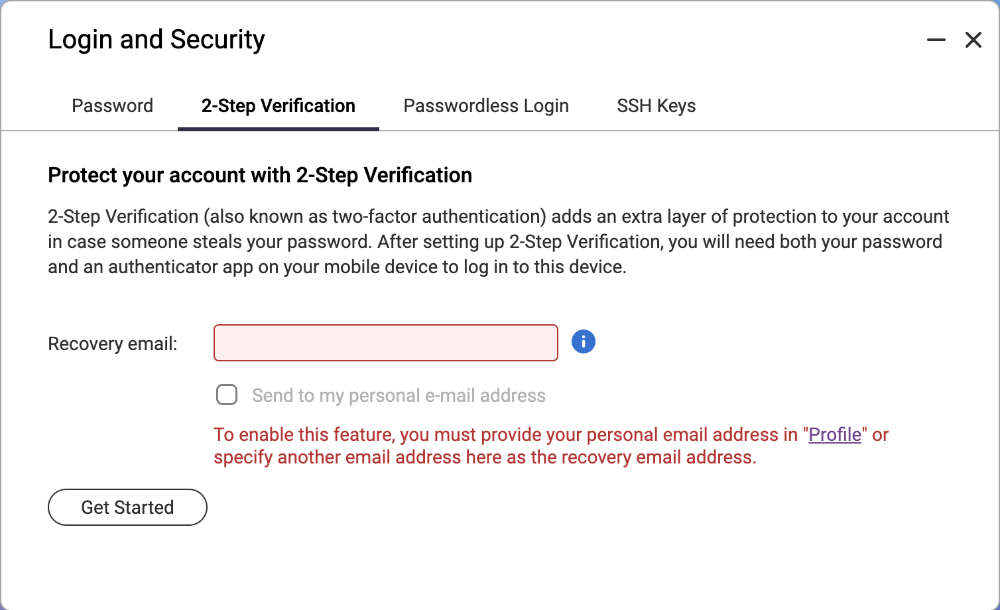 Login and Security
Password 2-Step Verification Passwordless Login SSH Keys
Protect your account with 2-Step Verification
2-Step Verification (also known as two-factor authentication) adds an extra layer of protection to your account
in case someone steals your password. After setting up 2-Step Verification, you will need both your password
and an authenticator app on your mobile device to log in to this device.
Recovery email:
Send to my personal e-mail address
To enable this feature, you must provide your personal email address in "Profile" or
specify another email address here as the recovery email address.
Get Started